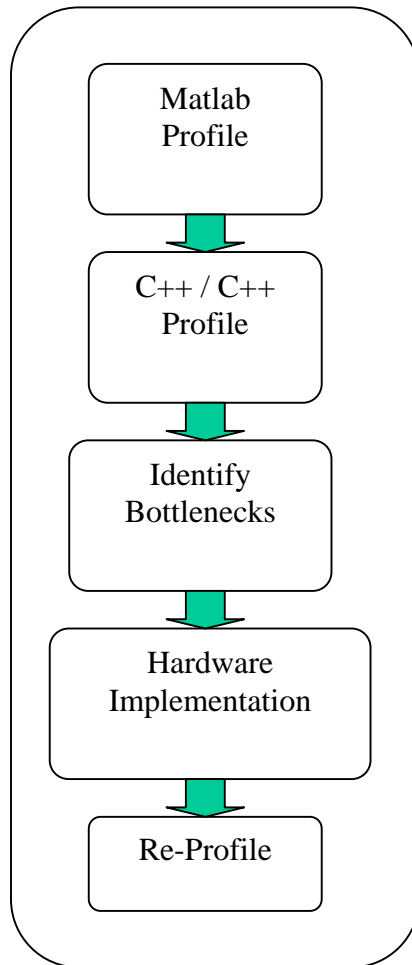 Matlab
Profile
C++ / C++
Profile
Identify
Bottlenecks
Hardware
Implementation
Re-Profile